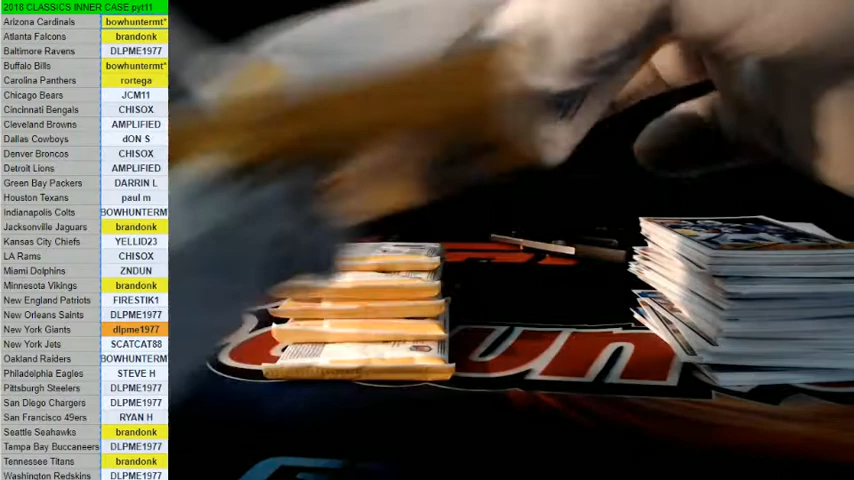 2018 CLASSICS INNER CASE pyt11
Arizona Cardinals bowhuntermt*
Atlanta Falcons brandonk
Baltimore Ravens DLPME1977
Buffalo Bills bowhuntermt*
Carolina Panthers rortega
Chicago Bears JCM11
Cincinnati Bengals CHISOX
Cleveland Browns AMPLIFIED
Dallas Cowboys dON S
Denver Broncos CHISOX
Detroit Lions AMPLIFIED
Green Bay Packers DARRIN L
Houston Texans paul m
Indianapolis Colts BOWHUNTERM
Jacksonville Jaguars brandonk
Kansas City Chiefs YELLID23
LA Rams CHISOX
Miami Dolphins ZNDUN
Minnesota Vikings brandonk
New England Patriots FIRESTIK1
New Orleans Saints DLPME1977
New York Giants dlpme1977
New York Jets SCATCAT88
Oakland Raiders BOWHUNTERM
Philadelphia Eagles STEVE H
Pittsburgh Steelers DLPME1977
San Diego Chargers DLPME1977
San Francisco 49ers RYAN H
Seattle Seahawks brandonk
Tampa Bay Buccaneers DLPME1977
Tennessee Titans brandonk
Washington Redskins DLPME1977